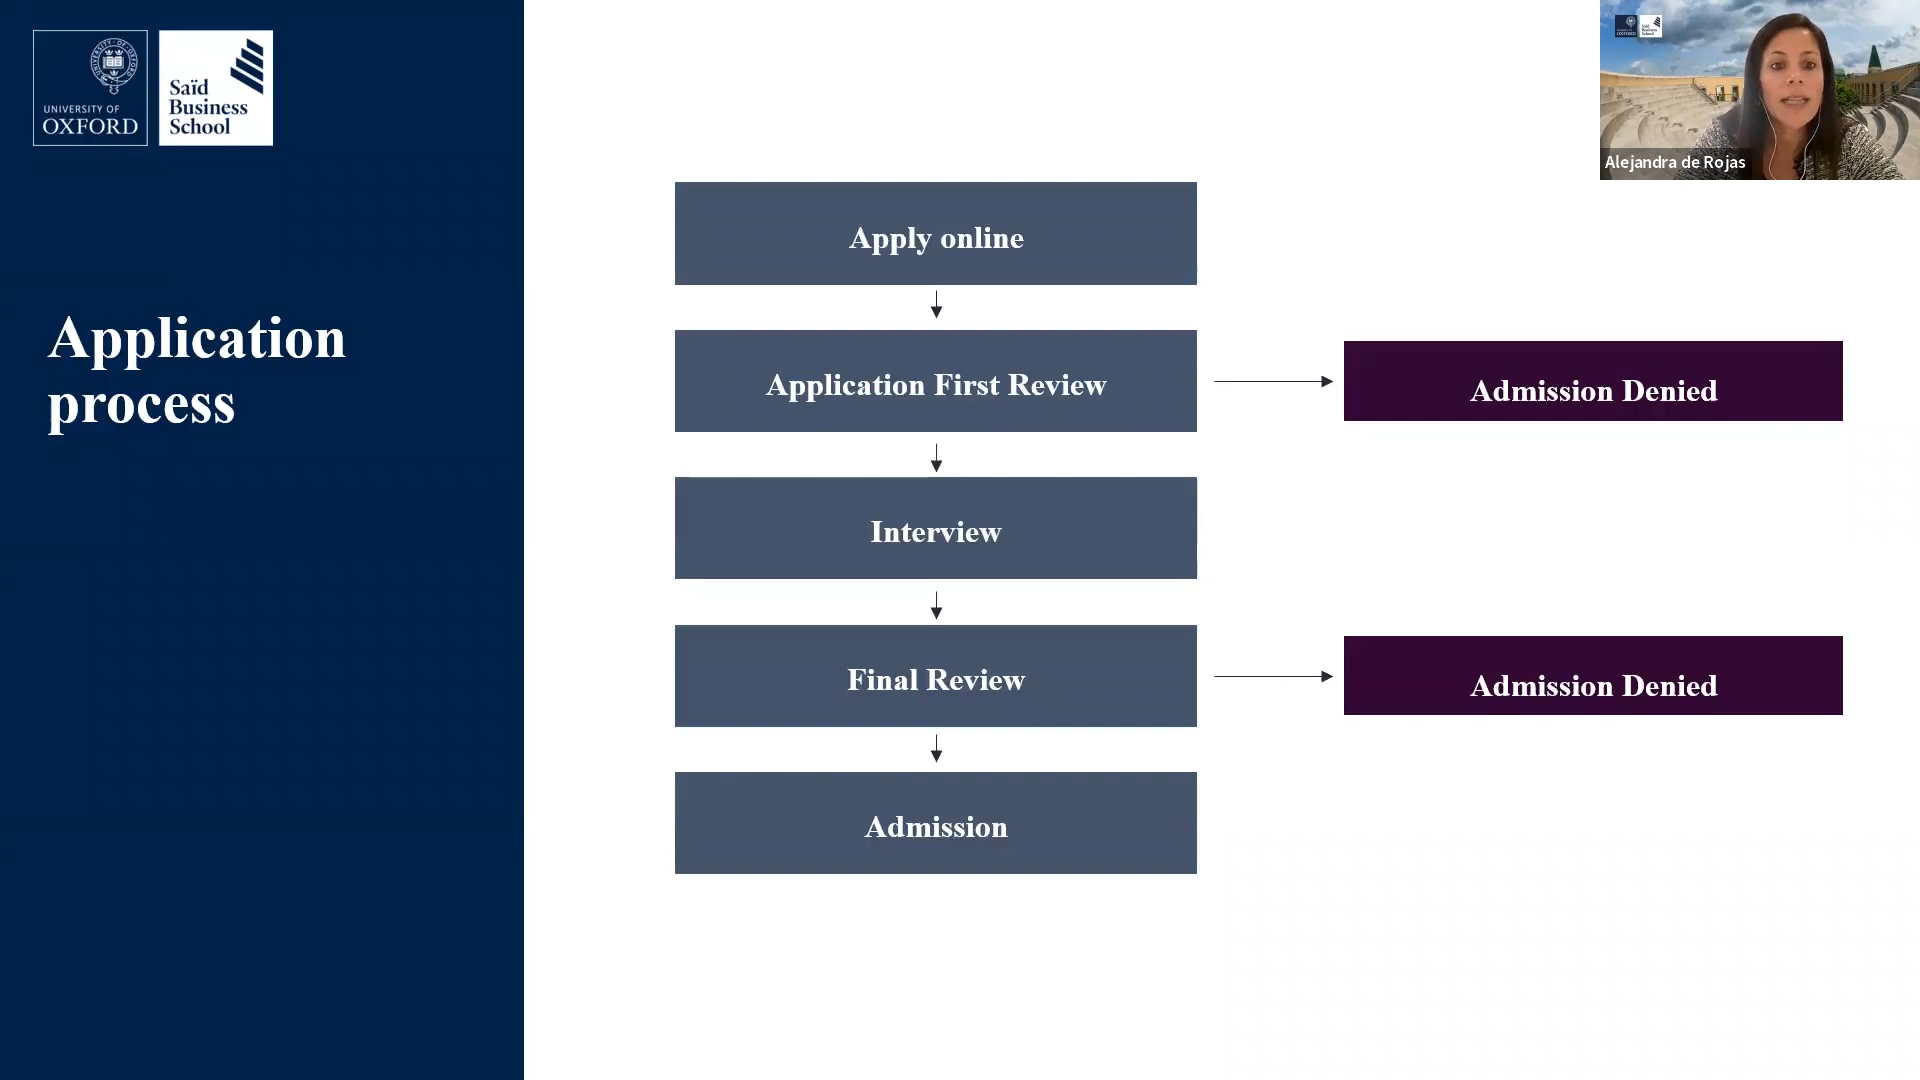 UNIVERSITY OF
OXFORD
Saïd
Business
School
Application
process
Apply online
Application First Review
Admission Denied
Interview
Final Review
Admission Denied
Admission
Alejandra de Rojas